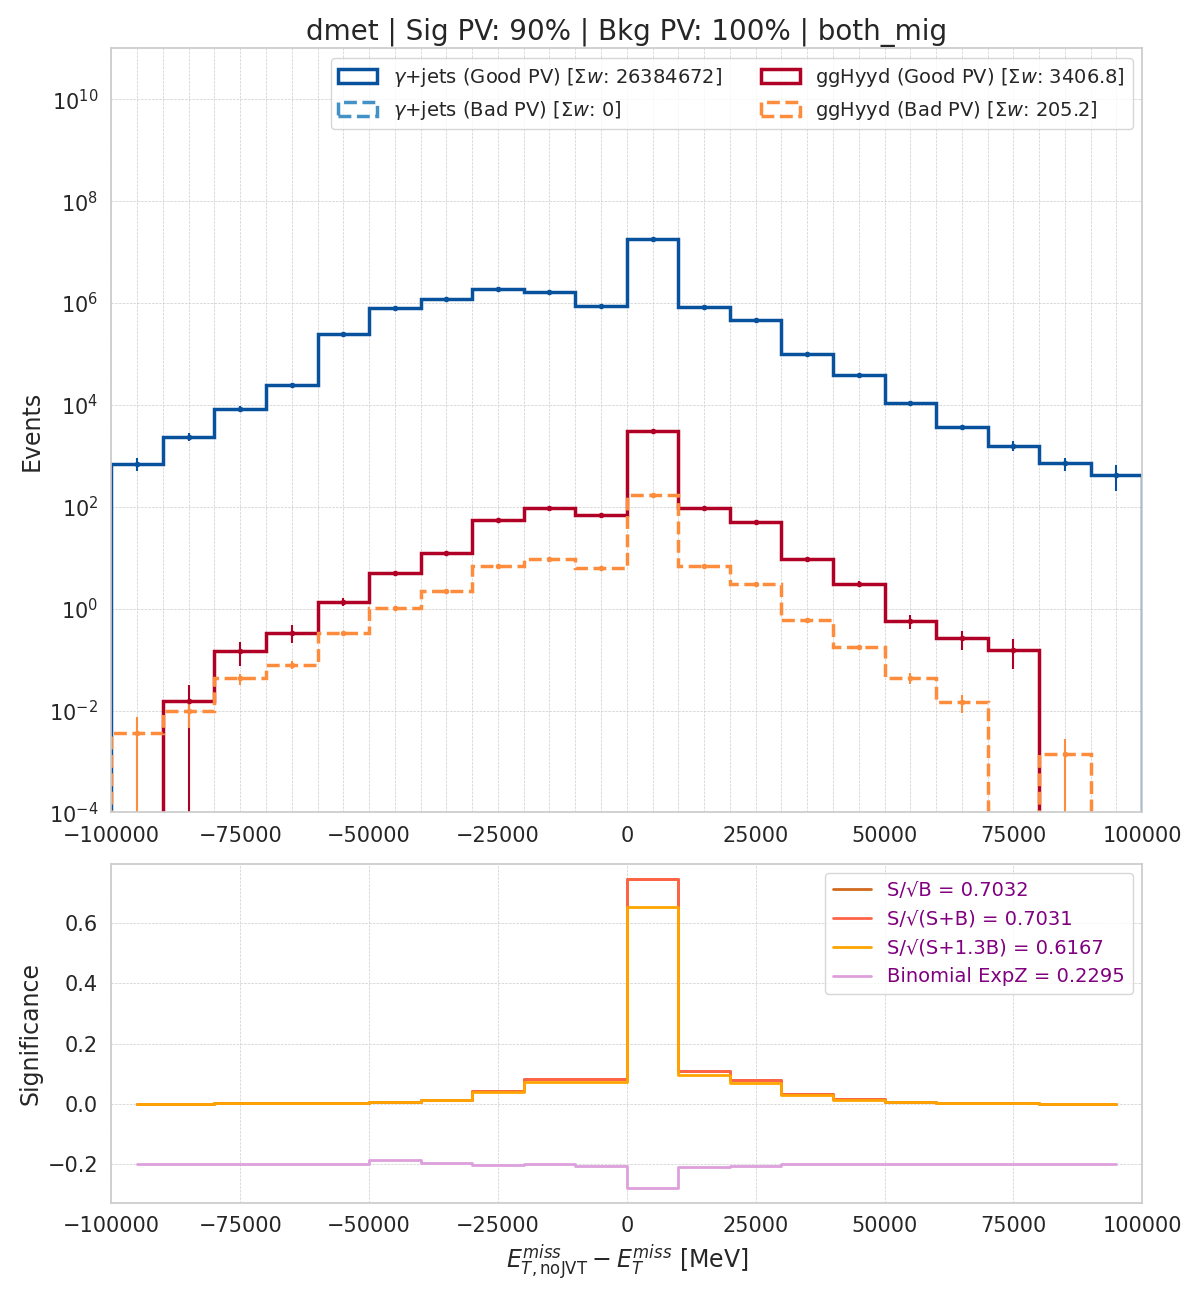 dmet | Sig PV: 90% | Bkg PV: 100% | both_mig
γ+jets (Good PV) [Σw: 26384672]
γ+jets (Bad PV) [Σw: 0]
ggHyyd (Good PV) [Σw: 3406.8]
ggHyyd (Bad PV) [Σw: 205.2]
Events
10^10
10^8
10^6
10^4
10^2
10^0
10^−2
10^−4
−100000 −75000 −50000 −25000 0 25000 50000 75000 100000
S/√B = 0.7032
S/√(S+B) = 0.7031
S/√(S+1.3B) = 0.6167
Binomial ExpZ = 0.2295
Significance
0.6
0.4
0.2
0.0
−0.2
−100000 −75000 −50000 −25000 0 25000 50000 75000 100000
E_{T,noJVT}^{miss} − E_T^{miss} [MeV]